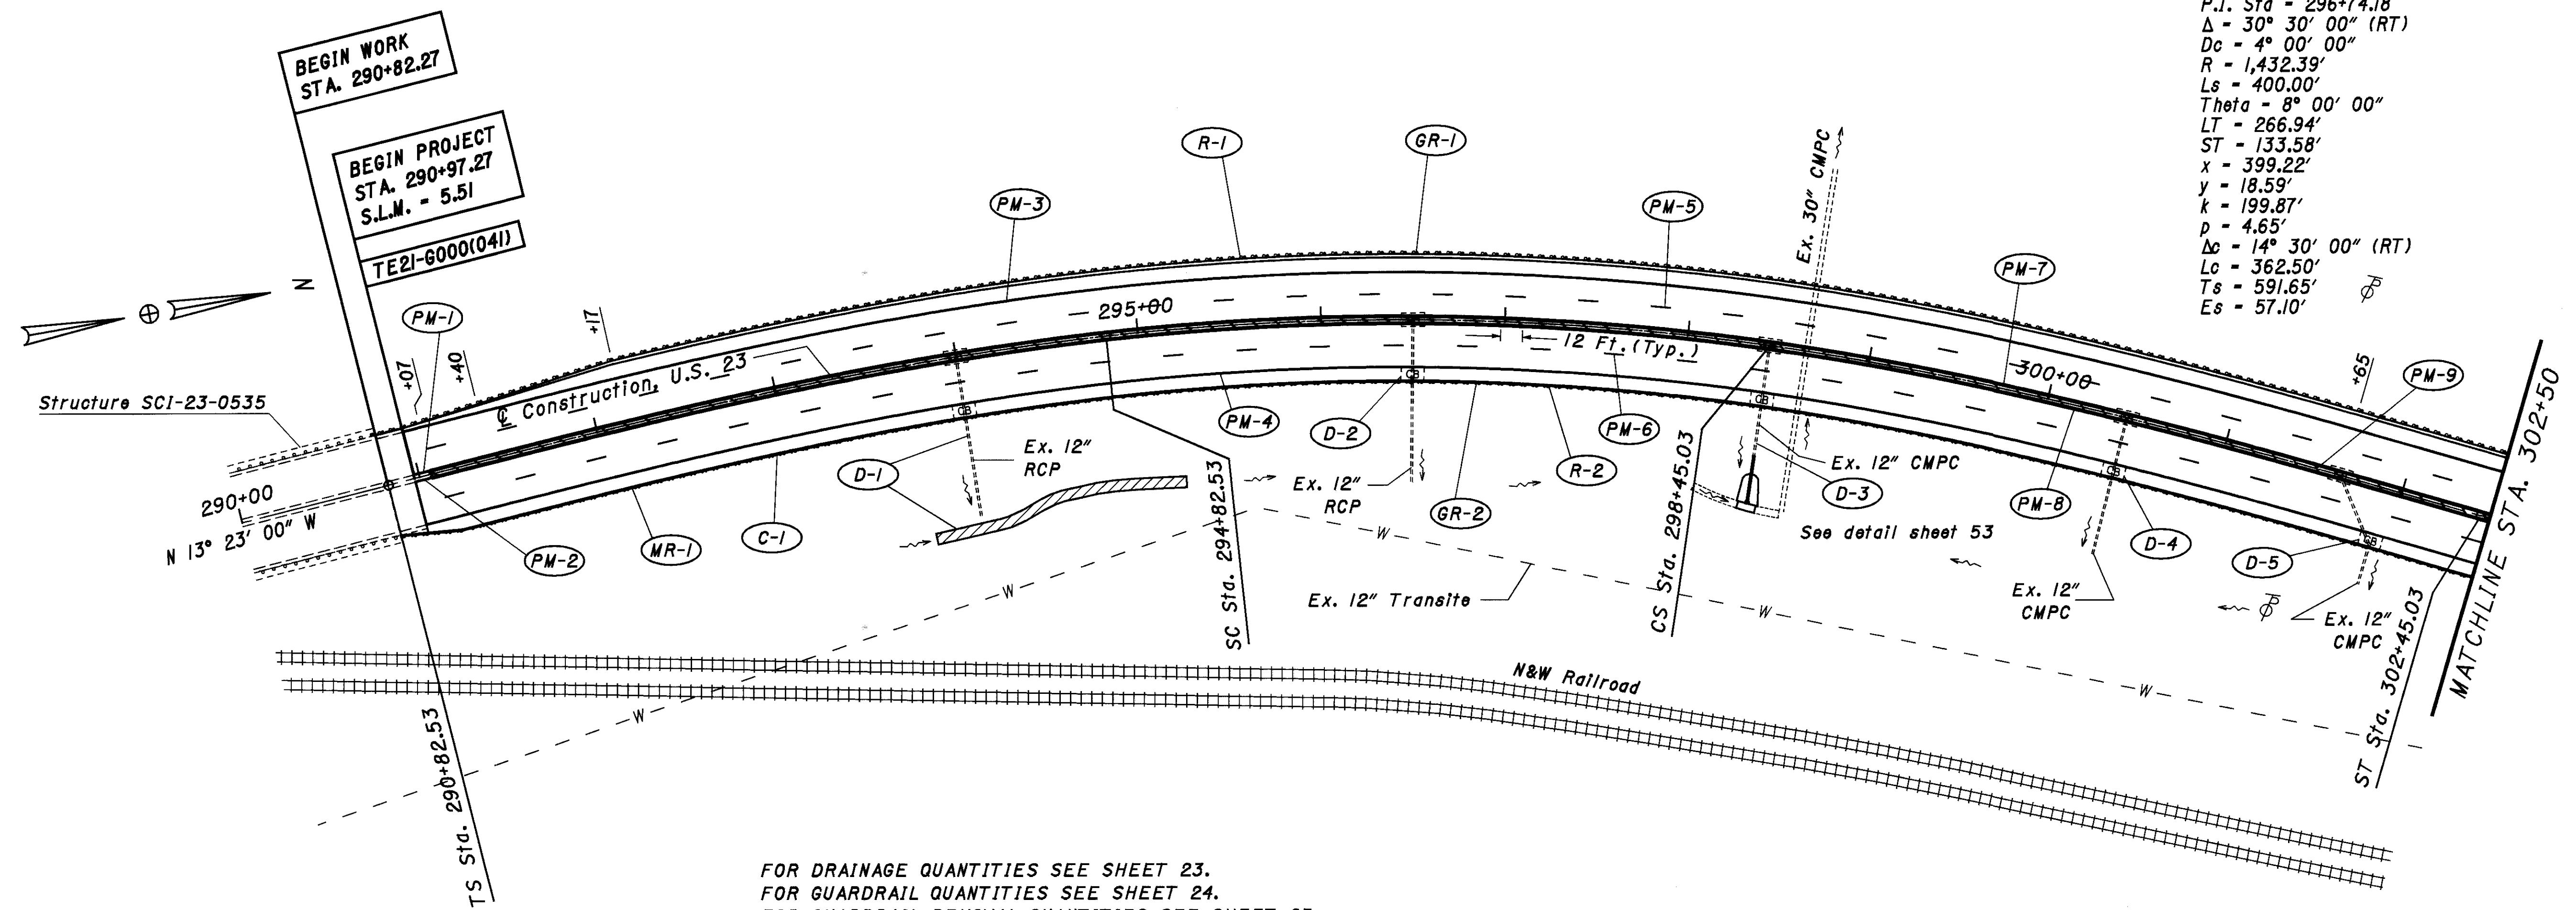 BEGIN WORK
STA. 290+82.27
BEGIN PROJECT
STA. 290+97.27
S.L.M. - 5.51
TE21-G000(041)
N
P.I. Sta - 296+74.18
Δ - 30° 30' 00" (RT)
Dc - 4° 00' 00"
R - 1,432.39'
Ls - 400.00'
Theta - 8° 00' 00"
LT - 266.94'
ST - 133.58'
x - 399.22'
y - 18.59'
k - 199.87'
p - 4.65'
Δc - 14° 30' 00" (RT)
Lc - 362.50'
Ts - 591.65'
Es - 57.10'
R-1
GR-1
PM-3
PM-5
Ex. 30" CMPC
PM-7
PM-1
+17
+07
+40
295+00
℄ Construction, U.S. 23
12 Ft. (Typ.)
300+00
+65
PM-9
Structure SCI-23-0535
290+00
N 13° 23' 00" W
PM-2
MR-1
C-1
D-1
CB
Ex. 12"
RCP
PM-4
D-2
CB
Ex. 12"
RCP
GR-2
R-2
PM-6
CB
Ex. 12" CMPC
D-3
See detail sheet 53
PM-8
CB
D-4
Ex. 12"
CMPC
D-5
CB
Ex. 12"
CMPC
SC Sta. 294+82.53
CS Sta. 298+45.03
ST Sta. 302+45.03
MATCHLINE STA. 302+50
Ex. 12" Transite
W
W
W
W
W
N&W Railroad
TS Sta. 290+82.53
FOR DRAINAGE QUANTITIES SEE SHEET 23.
FOR GUARDRAIL QUANTITIES SEE SHEET 24.